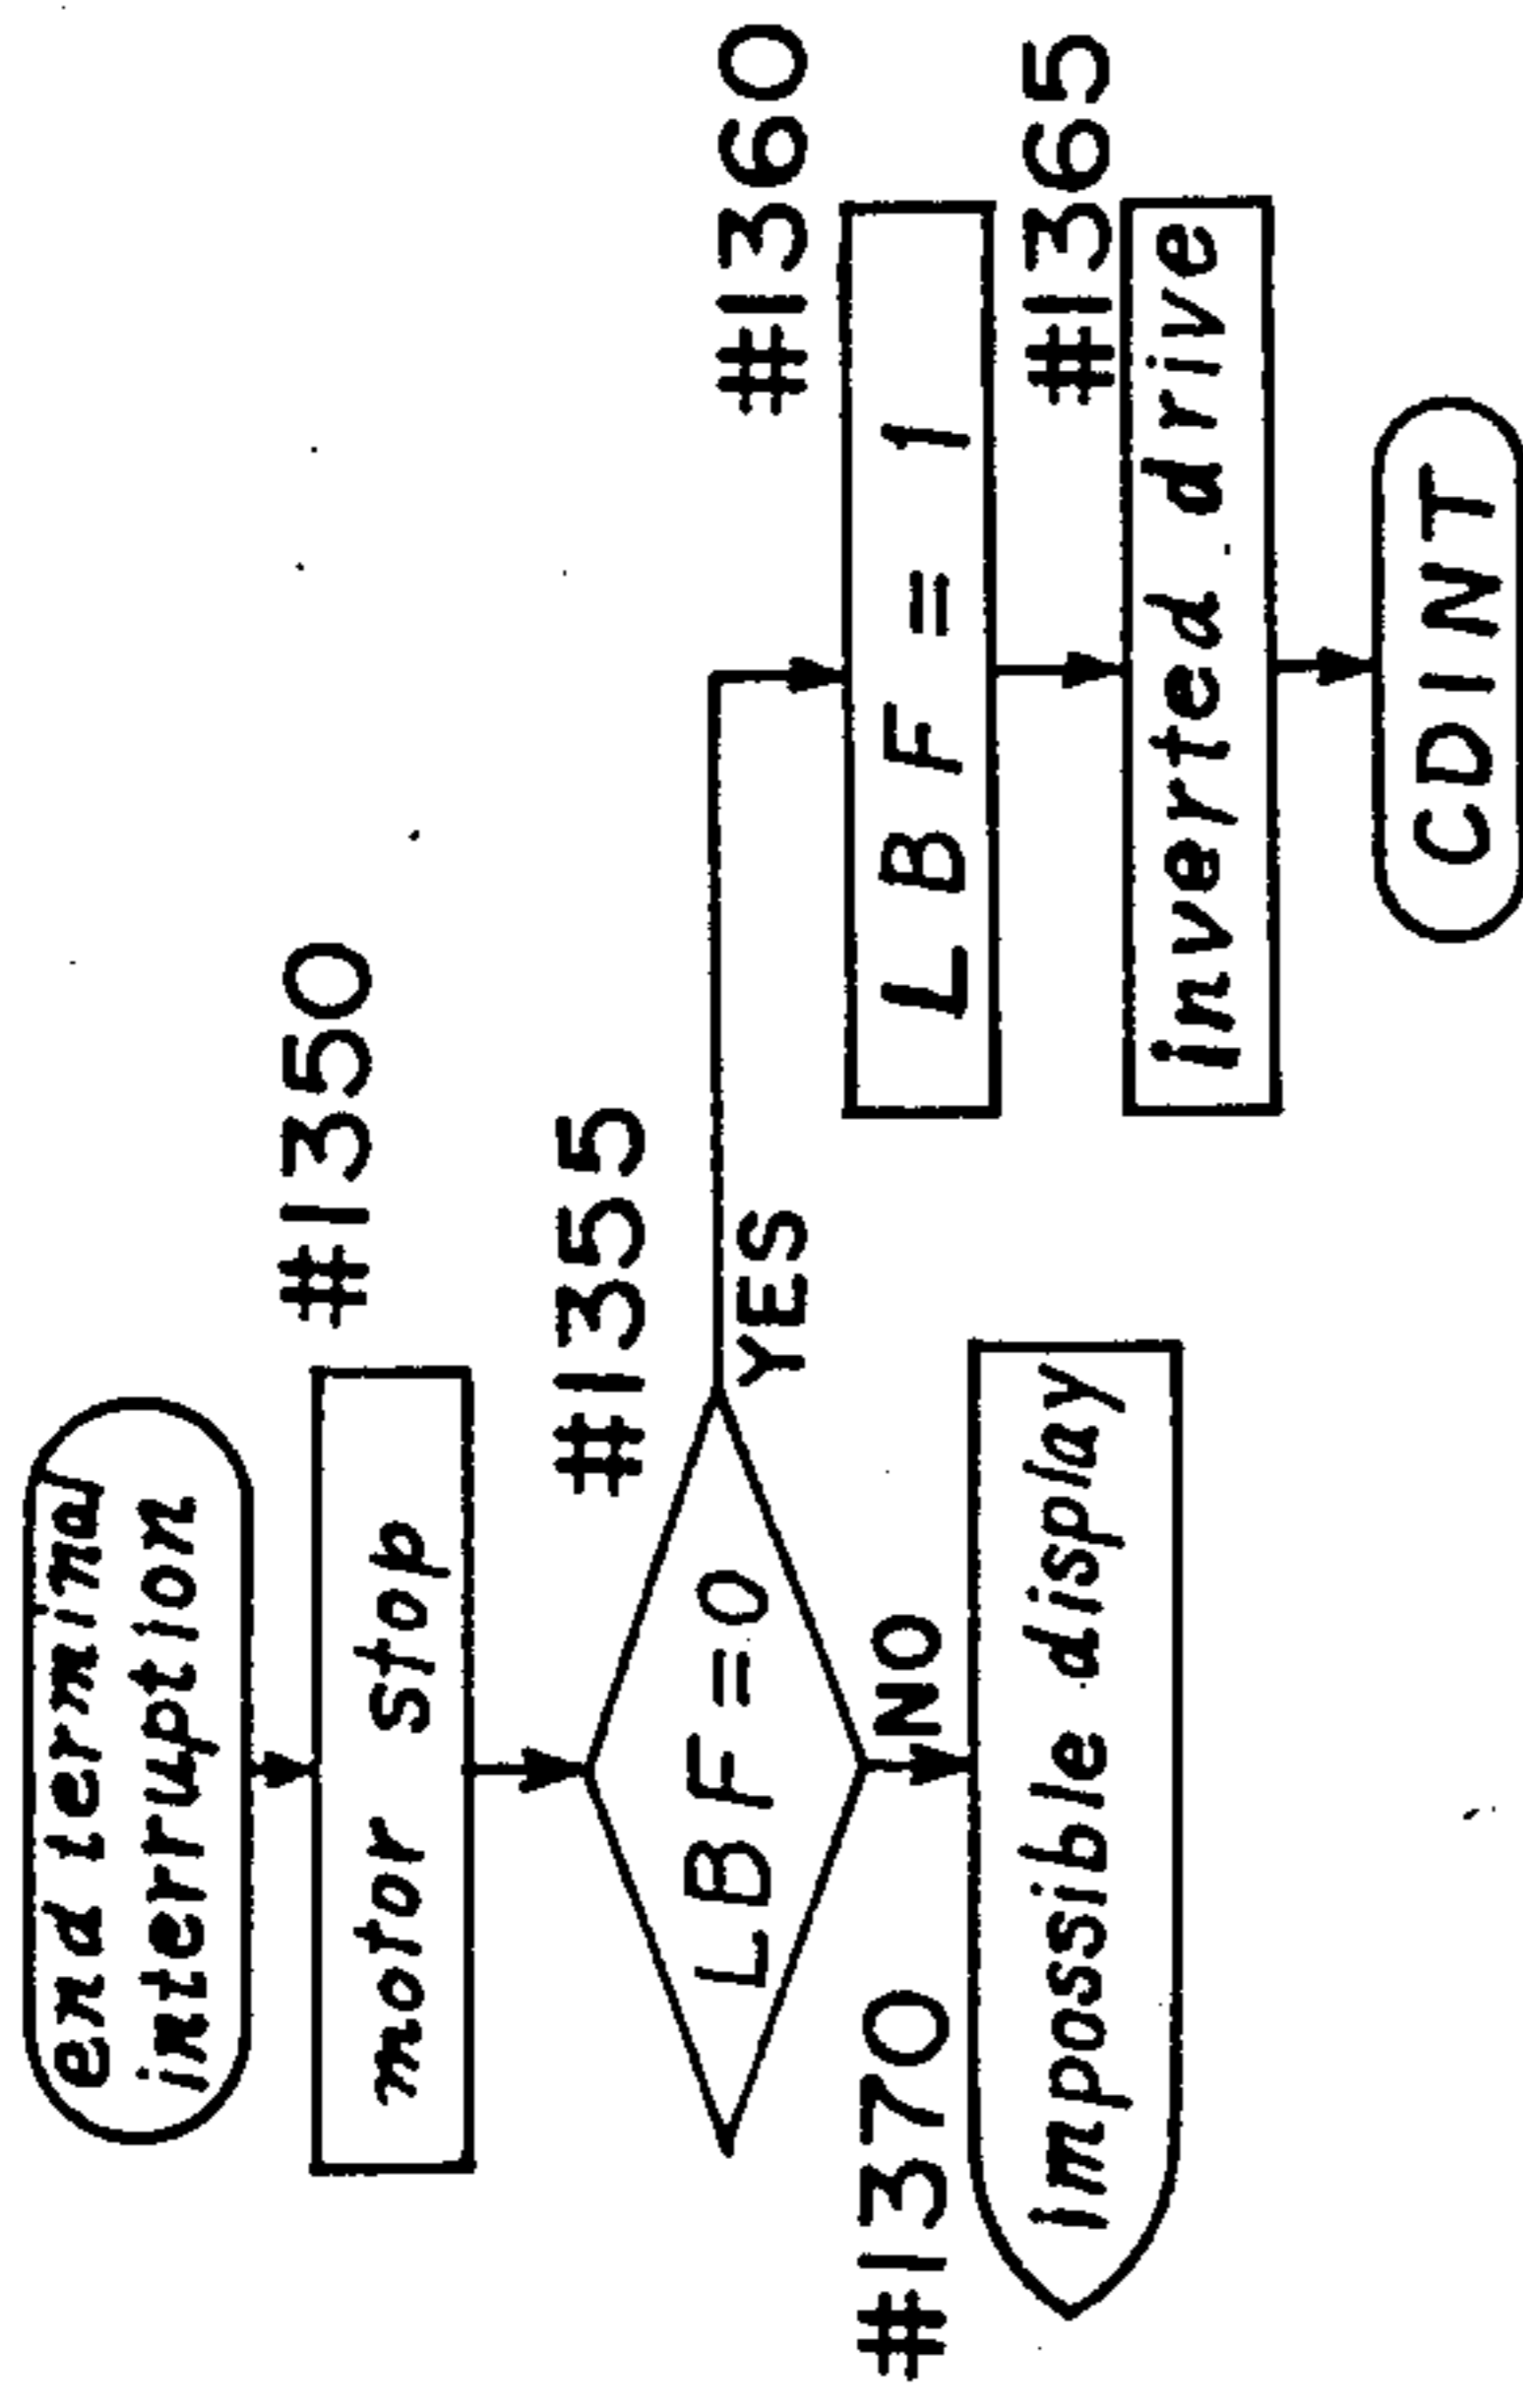 end terminal
interruption
#1350
motor stop
#1355
LBF=0
YES
NO
#1360
LBF=1
#1365
inverted drive
CDINT
#1370
impossible display